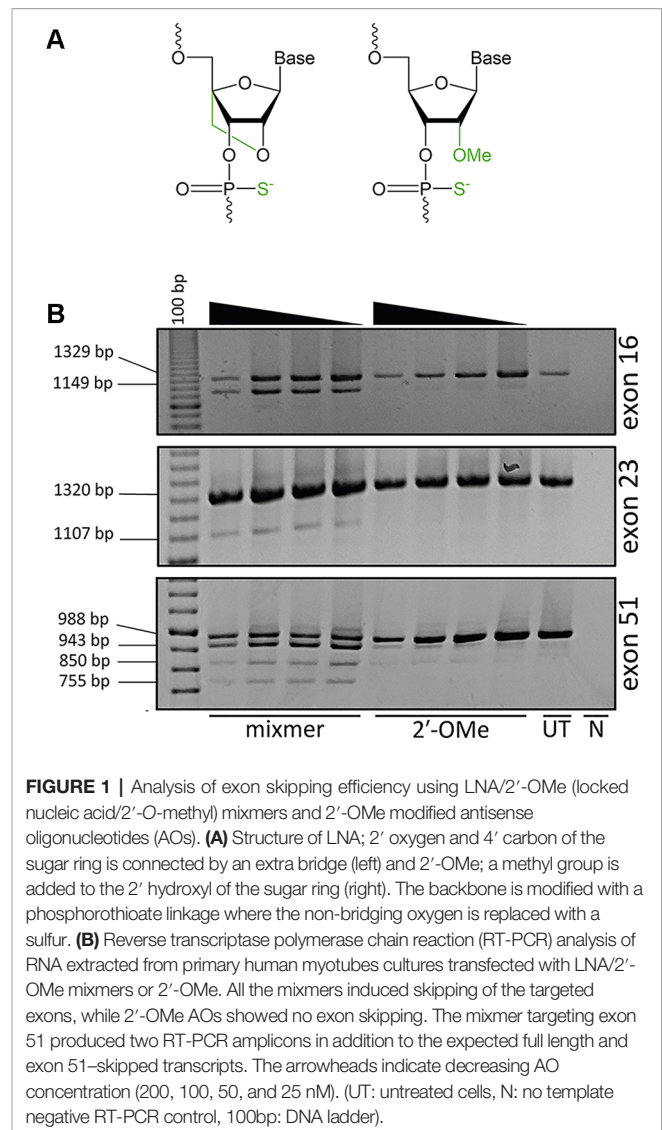 A
O
O
Base
O
O
O
P
S-
O
O
Base
O
OMe
O
P
S-
B
100 bp
1329 bp
1149 bp
exon 16
1320 bp
1107 bp
exon 23
988 bp
943 bp
850 bp
755 bp
exon 51
mixmer
2′-OMe
UT
N
FIGURE 1 | Analysis of exon skipping efficiency using LNA/2′-OMe (locked
nucleic acid/2′-O-methyl) mixmers and 2′-OMe modified antisense
oligonucleotides (AOs). (A) Structure of LNA; 2′ oxygen and 4′ carbon of the
sugar ring is connected by an extra bridge (left) and 2′-OMe; a methyl group is
added to the 2′ hydroxyl of the sugar ring (right). The backbone is modified with a
phosphorothioate linkage where the non-bridging oxygen is replaced with a
sulfur. (B) Reverse transcriptase polymerase chain reaction (RT-PCR) analysis of
RNA extracted from primary human myotubes cultures transfected with LNA/2′-
OMe mixmers or 2′-OMe. All the mixmers induced skipping of the targeted
exons, while 2′-OMe AOs showed no exon skipping. The mixmer targeting exon
51 produced two RT-PCR amplicons in addition to the expected full length and
exon 51–skipped transcripts. The arrowheads indicate decreasing AO
concentration (200, 100, 50, and 25 nM). (UT: untreated cells, N: no template
negative RT-PCR control, 100bp: DNA ladder).